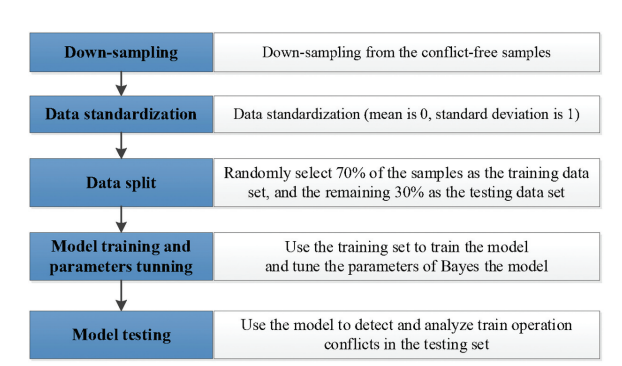 Down-sampling
Down-sampling from the conflict-free samples
Data standardization
Data standardization (mean is 0, standard deviation is 1)
Data split
Randomly select 70% of the samples as the training data
set, and the remaining 30% as the testing data set
Model training and
parameters tunning
Use the training set to train the model
and tune the parameters of Bayes the model
Model testing
Use the model to detect and analyze train operation
conflicts in the testing set